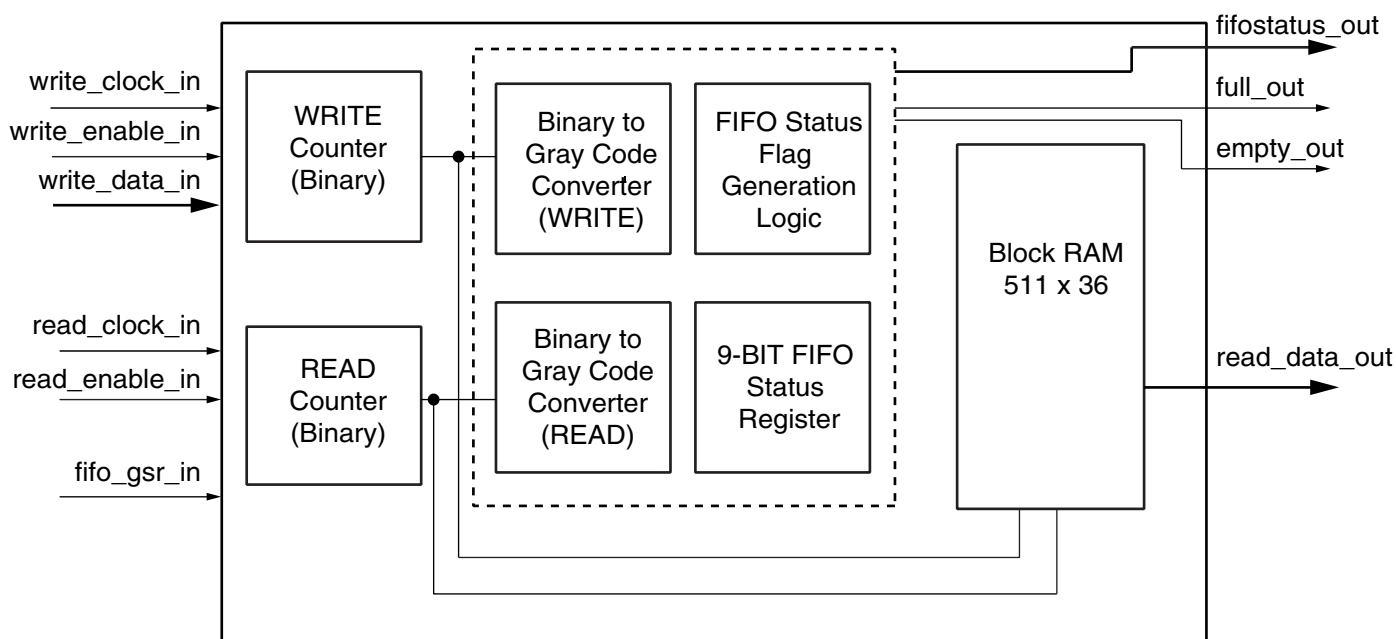 write_clock_in
write_enable_in
write_data_in
read_clock_in
read_enable_in
fifo_gsr_in
WRITE
Counter
(Binary)
READ
Counter
(Binary)
Binary to
Gray Code
Converter
(WRITE)
FIFO Status
Flag
Generation
Logic
Binary to
Gray Code
Converter
(READ)
9-BIT FIFO
Status
Register
Block RAM
511 x 36
fifostatus_out
full_out
empty_out
read_data_out